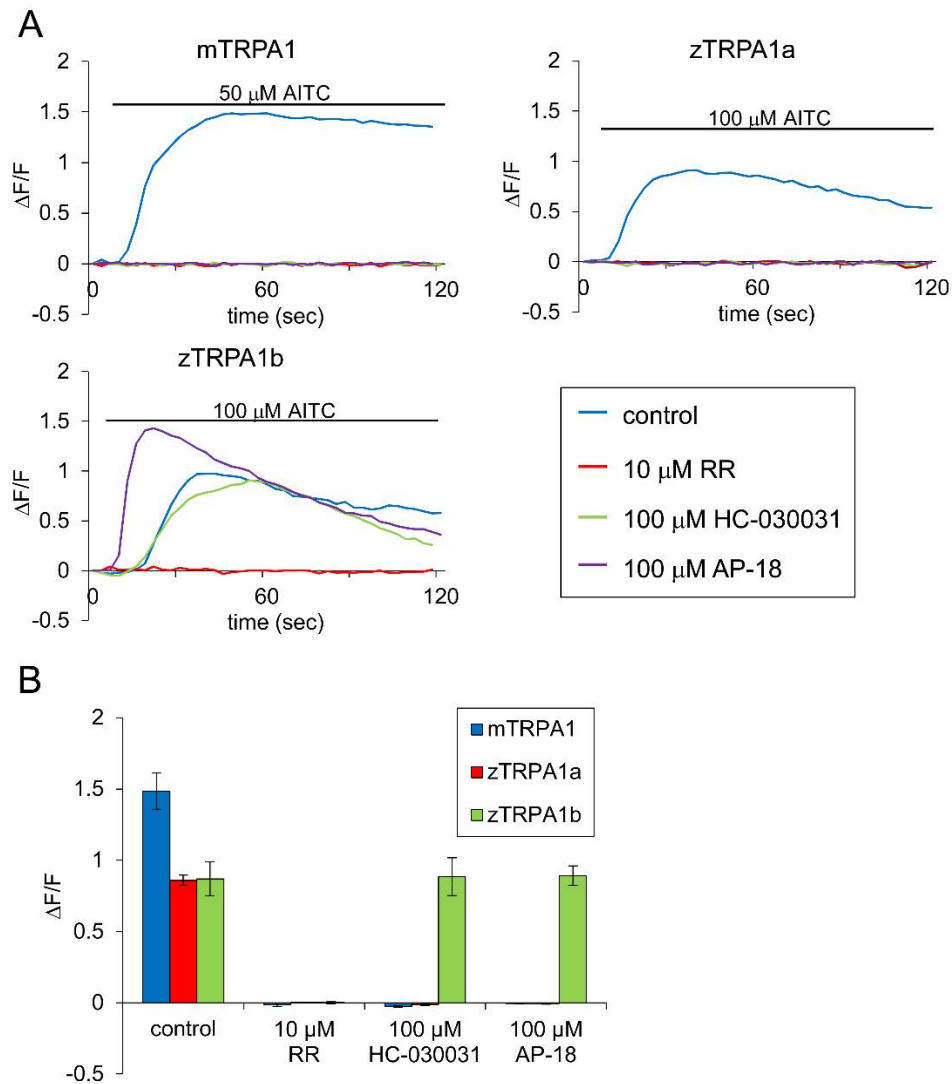 A
mTRPA1
2
1.5
1
0.5
0
-0.5
ΔF/F
50 µM AITC
0 60 120
time (sec)
zTRPA1a
2
1.5
1
0.5
0
-0.5
ΔF/F
100 µM AITC
0 60 120
time (sec)
zTRPA1b
2
1.5
1
0.5
0
-0.5
ΔF/F
100 µM AITC
0 60 120
time (sec)
control
10 µM RR
100 µM HC-030031
100 µM AP-18
B
2
1.5
1
0.5
0
-0.5
ΔF/F
mTRPA1
zTRPA1a
zTRPA1b
control
10 µM
RR
100 µM
HC-030031
100 µM
AP-18